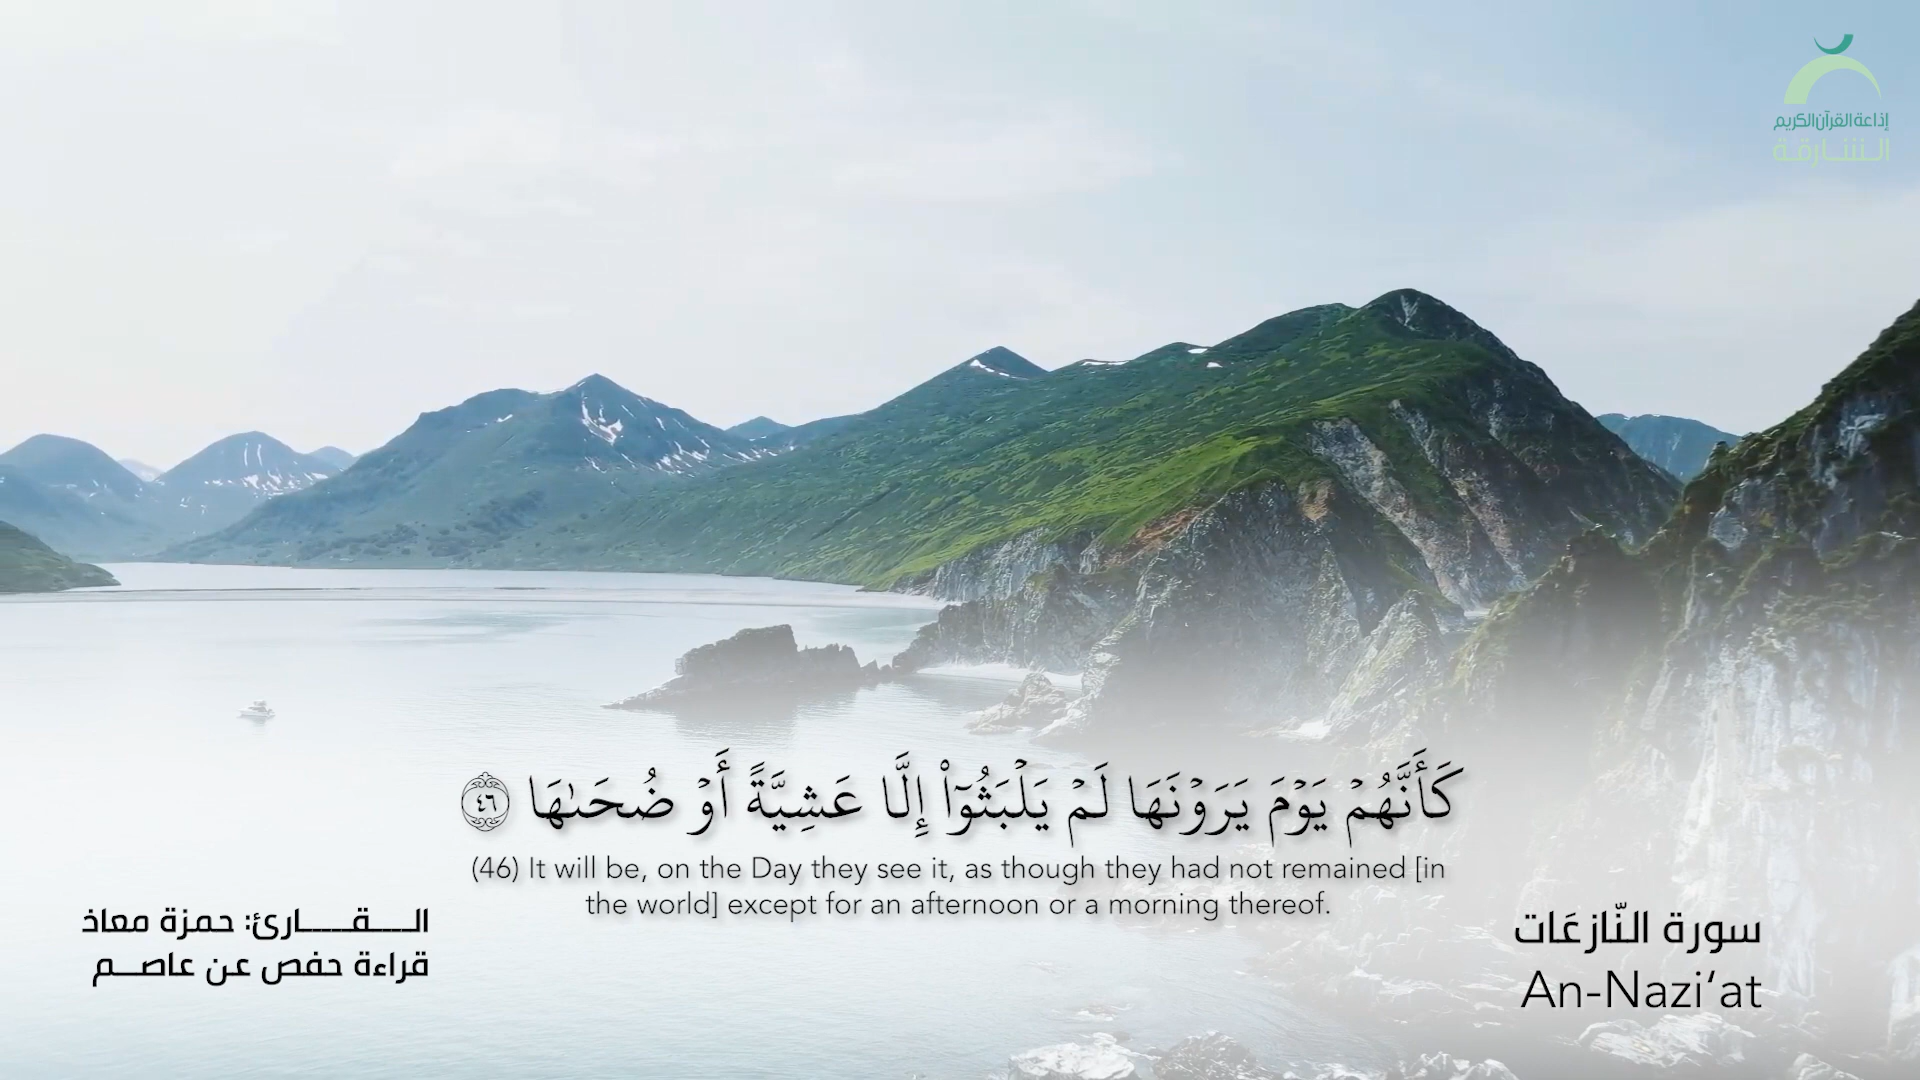 إذاعة القرآن الكريم
الشارقة
كَأَنَّهُمْ يَوْمَ يَرَوْنَهَا لَمْ يَلْبَثُوٓا۟ إِلَّا عَشِيَّةً أَوْ ضُحَىٰهَا ٤٦
(46) It will be, on the Day they see it, as though they had not remained [in
the world] except for an afternoon or a morning thereof.
الـــقـــارئ: حمزة معاذ
قراءة حفص عن عاصـــم
سورة النّازعَات
An-Nazi‘at